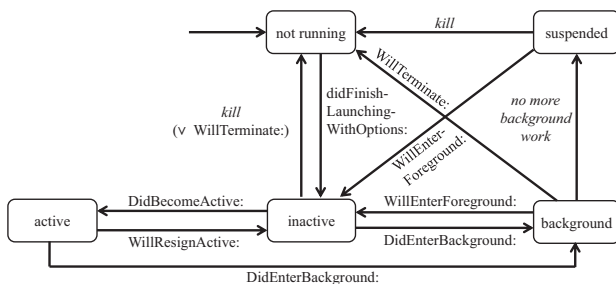 not running
kill
suspended
WillTerminate:
didFinish-
Launching-
WithOptions:
kill
(∨ WillTerminate:)
no more
background
work
WillEnter-
Foreground:
DidBecomeActive:
WillEnterForeground:
active
inactive
background
WillResignActive:
DidEnterBackground:
DidEnterBackground: